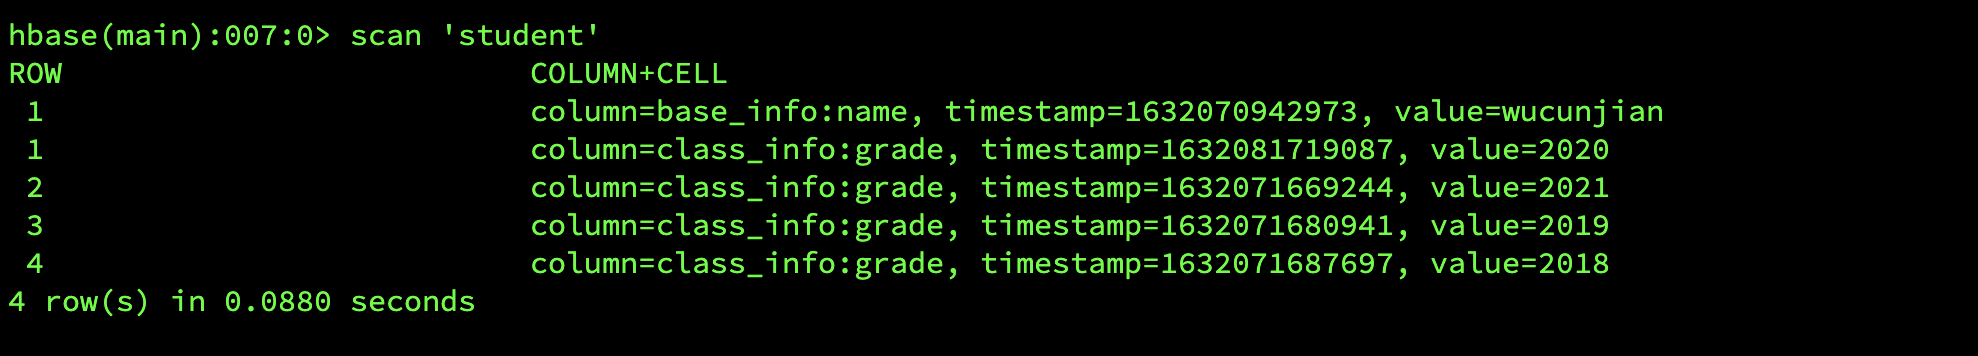 hbase(main):007:0> scan 'student'
ROW COLUMN+CELL
1 column=base_info:name, timestamp=1632070942973, value=wucunjian
1 column=class_info:grade, timestamp=1632081719087, value=2020
2 column=class_info:grade, timestamp=1632071669244, value=2021
3 column=class_info:grade, timestamp=1632071680941, value=2019
4 column=class_info:grade, timestamp=1632071687697, value=2018
4 row(s) in 0.0880 seconds